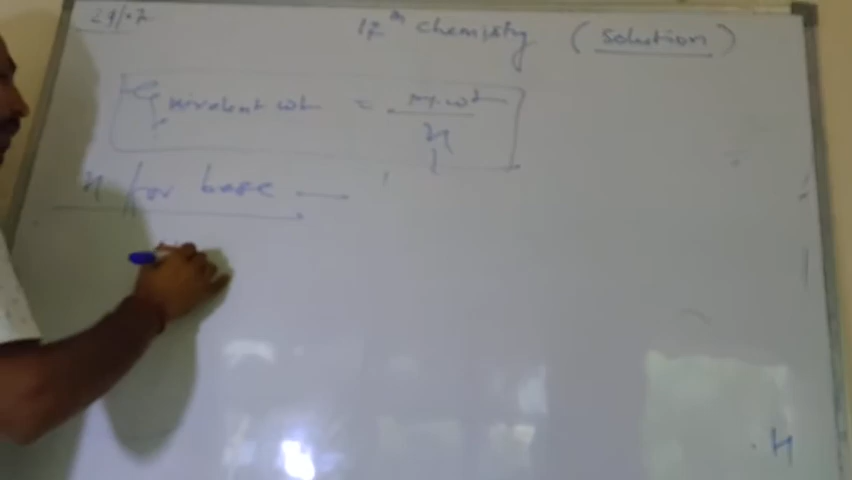 29/07
12th chemistry (solution)
Equivalent wt = M.wt / n
n for base —